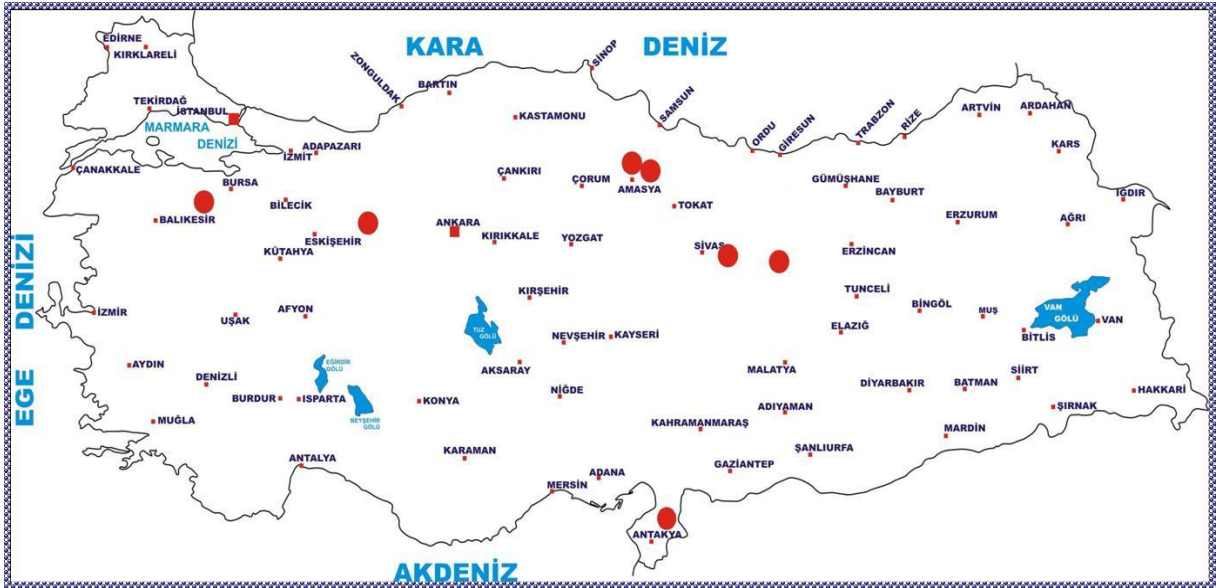 KARA DENİZ
EDİRNE
KIRKLARELİ
TEKİRDAĞ
İSTANBUL
MARMARA
DENİZİ
ZONGULDAK
BARTIN
KASTAMONU
SİNOP
SAMSUN
ORDU
GİRESUN
TRABZON
RİZE
ARTVİN
ARDAHAN
KARS
IĞDIR
ÇANAKKALE
BURSA
İZMİT
ADAPAZARI
BİLECİK
BALIKESİR
ESKİŞEHİR
KÜTAHYA
ÇANKIRI
ÇORUM
AMASYA
TOKAT
ANKARA
KIRIKKALE
YOZGAT
SİVAS
GÜMÜŞHANE
BAYBURT
ERZURUM
AĞRI
ERZİNCAN
EGE DENİZİ
İZMİR
UŞAK
AFYON
KIRŞEHİR
TUZ
GÖLÜ
NEVŞEHİR
KAYSERİ
TUNCELİ
BİNGÖL
MUŞ
ELAZIĞ
VAN
GÖLÜ
VAN
BİTLİS
AYDIN
DENİZLİ
EĞİRDİR
GÖLÜ
BURDUR
ISPARTA
BEYŞEHİR
GÖLÜ
KONYA
AKSARAY
NİĞDE
MALATYA
DİYARBAKIR
BATMAN
SİİRT
HAKKARİ
ŞIRNAK
MUĞLA
ADIYAMAN
KAHRAMANMARAŞ
MARDİN
ŞANLIURFA
GAZİANTEP
ANTALYA
KARAMAN
MERSİN
ADANA
ANTAKYA
AKDENİZ